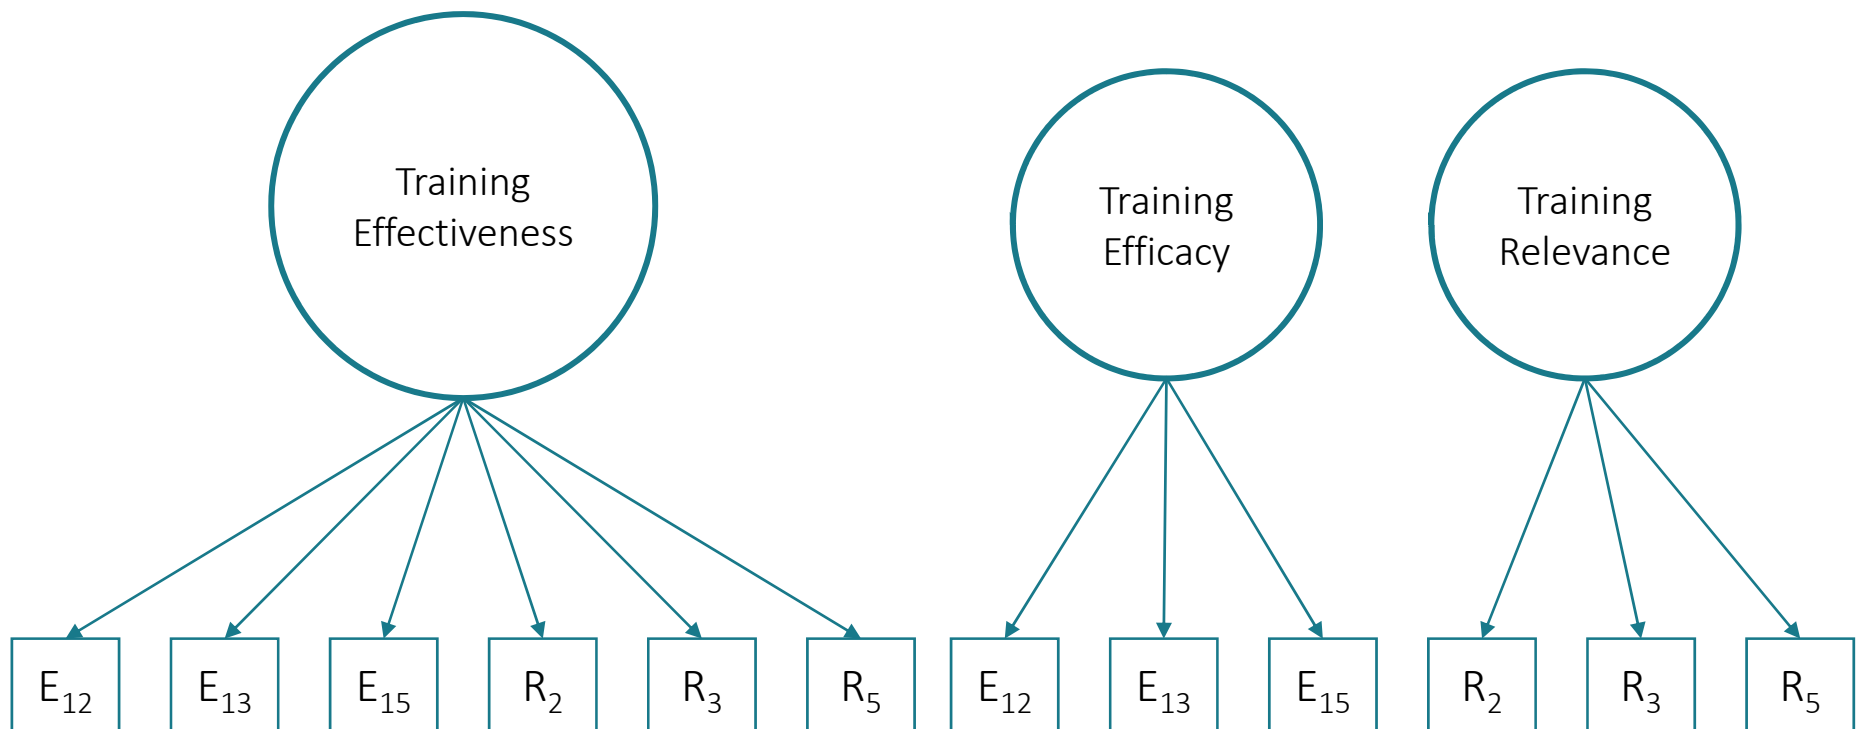 Training
Effectiveness
Training
Efficacy
Training
Relevance
E₁₂ E₁₃ E₁₅ R₂ R₃ R₅ E₁₂ E₁₃ E₁₅ R₂ R₃ R₅